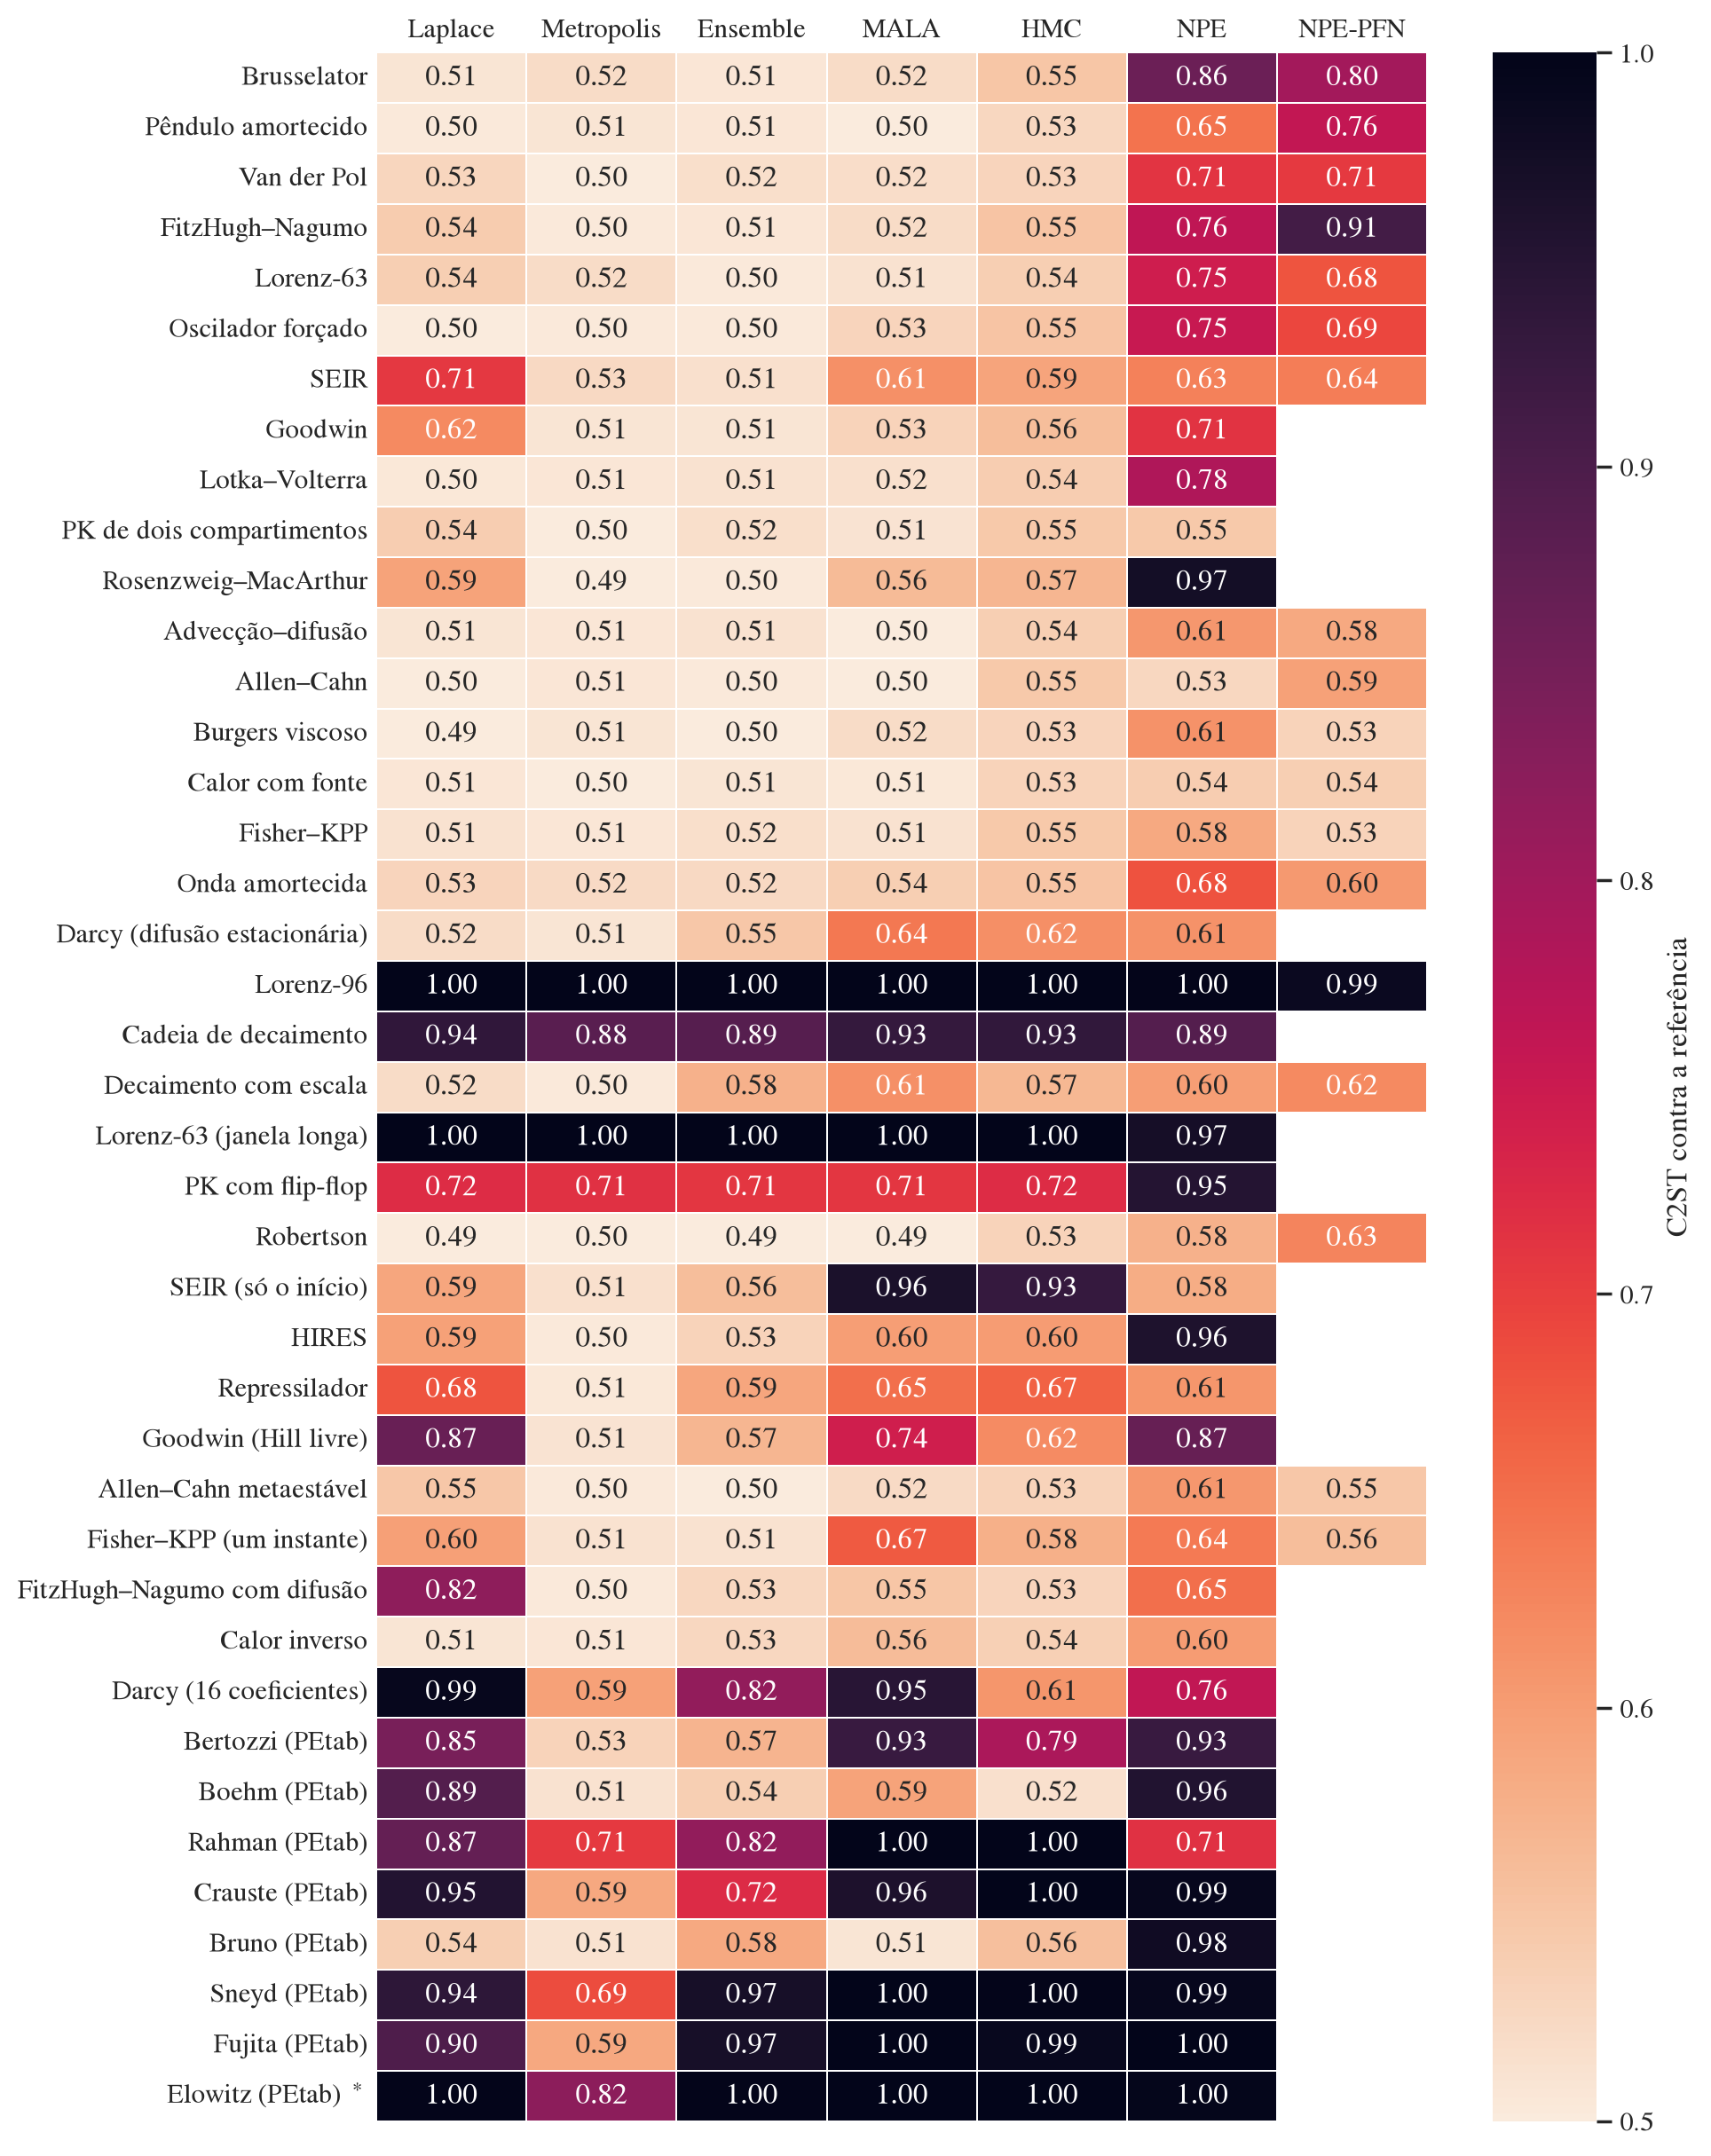 Laplace Metropolis Ensemble MALA HMC NPE NPE-PFN
Brusselator 0.51 0.52 0.51 0.52 0.55 0.86 0.80
Pêndulo amortecido 0.50 0.51 0.51 0.50 0.53 0.65 0.76
Van der Pol 0.53 0.50 0.52 0.52 0.53 0.71 0.71
FitzHugh–Nagumo 0.54 0.50 0.51 0.52 0.55 0.76 0.91
Lorenz-63 0.54 0.52 0.50 0.51 0.54 0.75 0.68
Oscilador forçado 0.50 0.50 0.50 0.53 0.55 0.75 0.69
SEIR 0.71 0.53 0.51 0.61 0.59 0.63 0.64
Goodwin 0.62 0.51 0.51 0.53 0.56 0.71
Lotka–Volterra 0.50 0.51 0.51 0.52 0.54 0.78
PK de dois compartimentos 0.54 0.50 0.52 0.51 0.55 0.55
Rosenzweig–MacArthur 0.59 0.49 0.50 0.56 0.57 0.97
Advecção–difusão 0.51 0.51 0.51 0.50 0.54 0.61 0.58
Allen–Cahn 0.50 0.51 0.50 0.50 0.55 0.53 0.59
Burgers viscoso 0.49 0.51 0.50 0.52 0.53 0.61 0.53
Calor com fonte 0.51 0.50 0.51 0.51 0.53 0.54 0.54
Fisher–KPP 0.51 0.51 0.52 0.51 0.55 0.58 0.53
Onda amortecida 0.53 0.52 0.52 0.54 0.55 0.68 0.60
Darcy (difusão estacionária) 0.52 0.51 0.55 0.64 0.62 0.61
Lorenz-96 1.00 1.00 1.00 1.00 1.00 1.00 0.99
Cadeia de decaimento 0.94 0.88 0.89 0.93 0.93 0.89
Decaimento com escala 0.52 0.50 0.58 0.61 0.57 0.60 0.62
Lorenz-63 (janela longa) 1.00 1.00 1.00 1.00 1.00 0.97
PK com flip-flop 0.72 0.71 0.71 0.71 0.72 0.95
Robertson 0.49 0.50 0.49 0.49 0.53 0.58 0.63
SEIR (só o início) 0.59 0.51 0.56 0.96 0.93 0.58
HIRES 0.59 0.50 0.53 0.60 0.60 0.96
Repressilador 0.68 0.51 0.59 0.65 0.67 0.61
Goodwin (Hill livre) 0.87 0.51 0.57 0.74 0.62 0.87
Allen–Cahn metaestável 0.55 0.50 0.50 0.52 0.53 0.61 0.55
Fisher–KPP (um instante) 0.60 0.51 0.51 0.67 0.58 0.64 0.56
FitzHugh–Nagumo com difusão 0.82 0.50 0.53 0.55 0.53 0.65
Calor inverso 0.51 0.51 0.53 0.56 0.54 0.60
Darcy (16 coeficientes) 0.99 0.59 0.82 0.95 0.61 0.76
Bertozzi (PEtab) 0.85 0.53 0.57 0.93 0.79 0.93
Boehm (PEtab) 0.89 0.51 0.54 0.59 0.52 0.96
Rahman (PEtab) 0.87 0.71 0.82 1.00 1.00 0.71
Crauste (PEtab) 0.95 0.59 0.72 0.96 1.00 0.99
Bruno (PEtab) 0.54 0.51 0.58 0.51 0.56 0.98
Sneyd (PEtab) 0.94 0.69 0.97 1.00 1.00 0.99
Fujita (PEtab) 0.90 0.59 0.97 1.00 0.99 1.00
Elowitz (PEtab) * 1.00 0.82 1.00 1.00 1.00 1.00
1.0
0.9
0.8
0.7
0.6
0.5
C2ST contra a referência